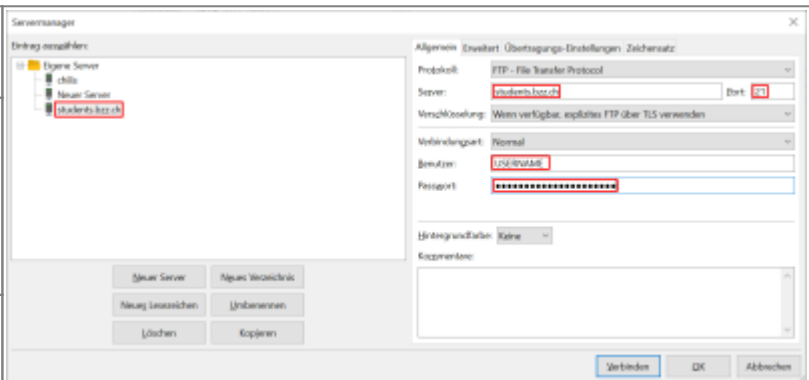 Servermanager
Eintrag auswählen:
Eigene Server
chills
Neuer Server
students.bzz.ch
Neuer Server
Neues Verzeichnis
Neues Lesezeichen
Umbenennen
Löschen
Kopieren
Allgemein Erweitert Übertragungs-Einstellungen Zeichensatz
Protokoll: FTP - File Transfer Protocol
Server: students.bzz.ch Port: 21
Verschlüsselung: Wenn verfügbar, explizites FTP über TLS verwenden
Verbindungsart: Normal
Benutzer: USERNAME
Passwort:
Hintergrundfarbe: Keine
Kommentare:
Verbinden OK Abbrechen